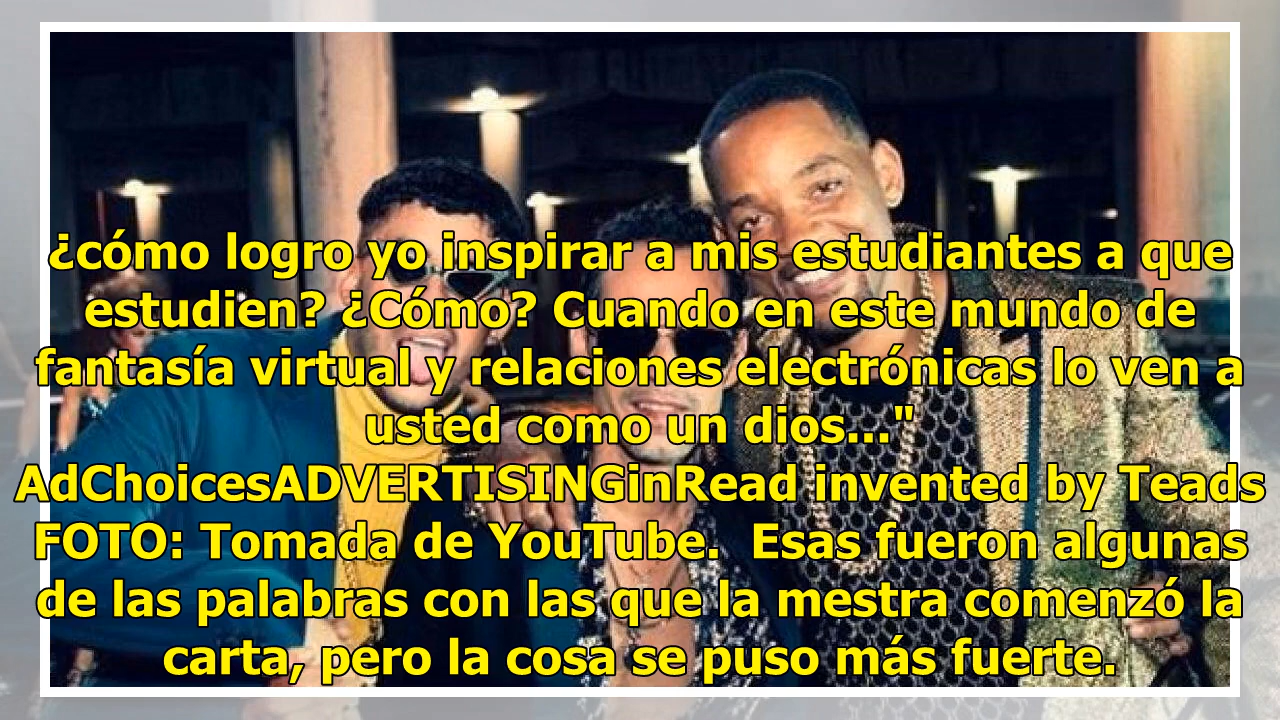 ¿cómo logro yo inspirar a mis estudiantes a que
estudien? ¿Cómo? Cuando en este mundo de
fantasía virtual y relaciones electrónicas lo ven a
usted como un dios..."
AdChoicesADVERTISINGinRead invented by Teads
FOTO: Tomada de YouTube.  Esas fueron algunas
de las palabras con las que la mestra comenzó la
carta, pero la cosa se puso más fuerte.